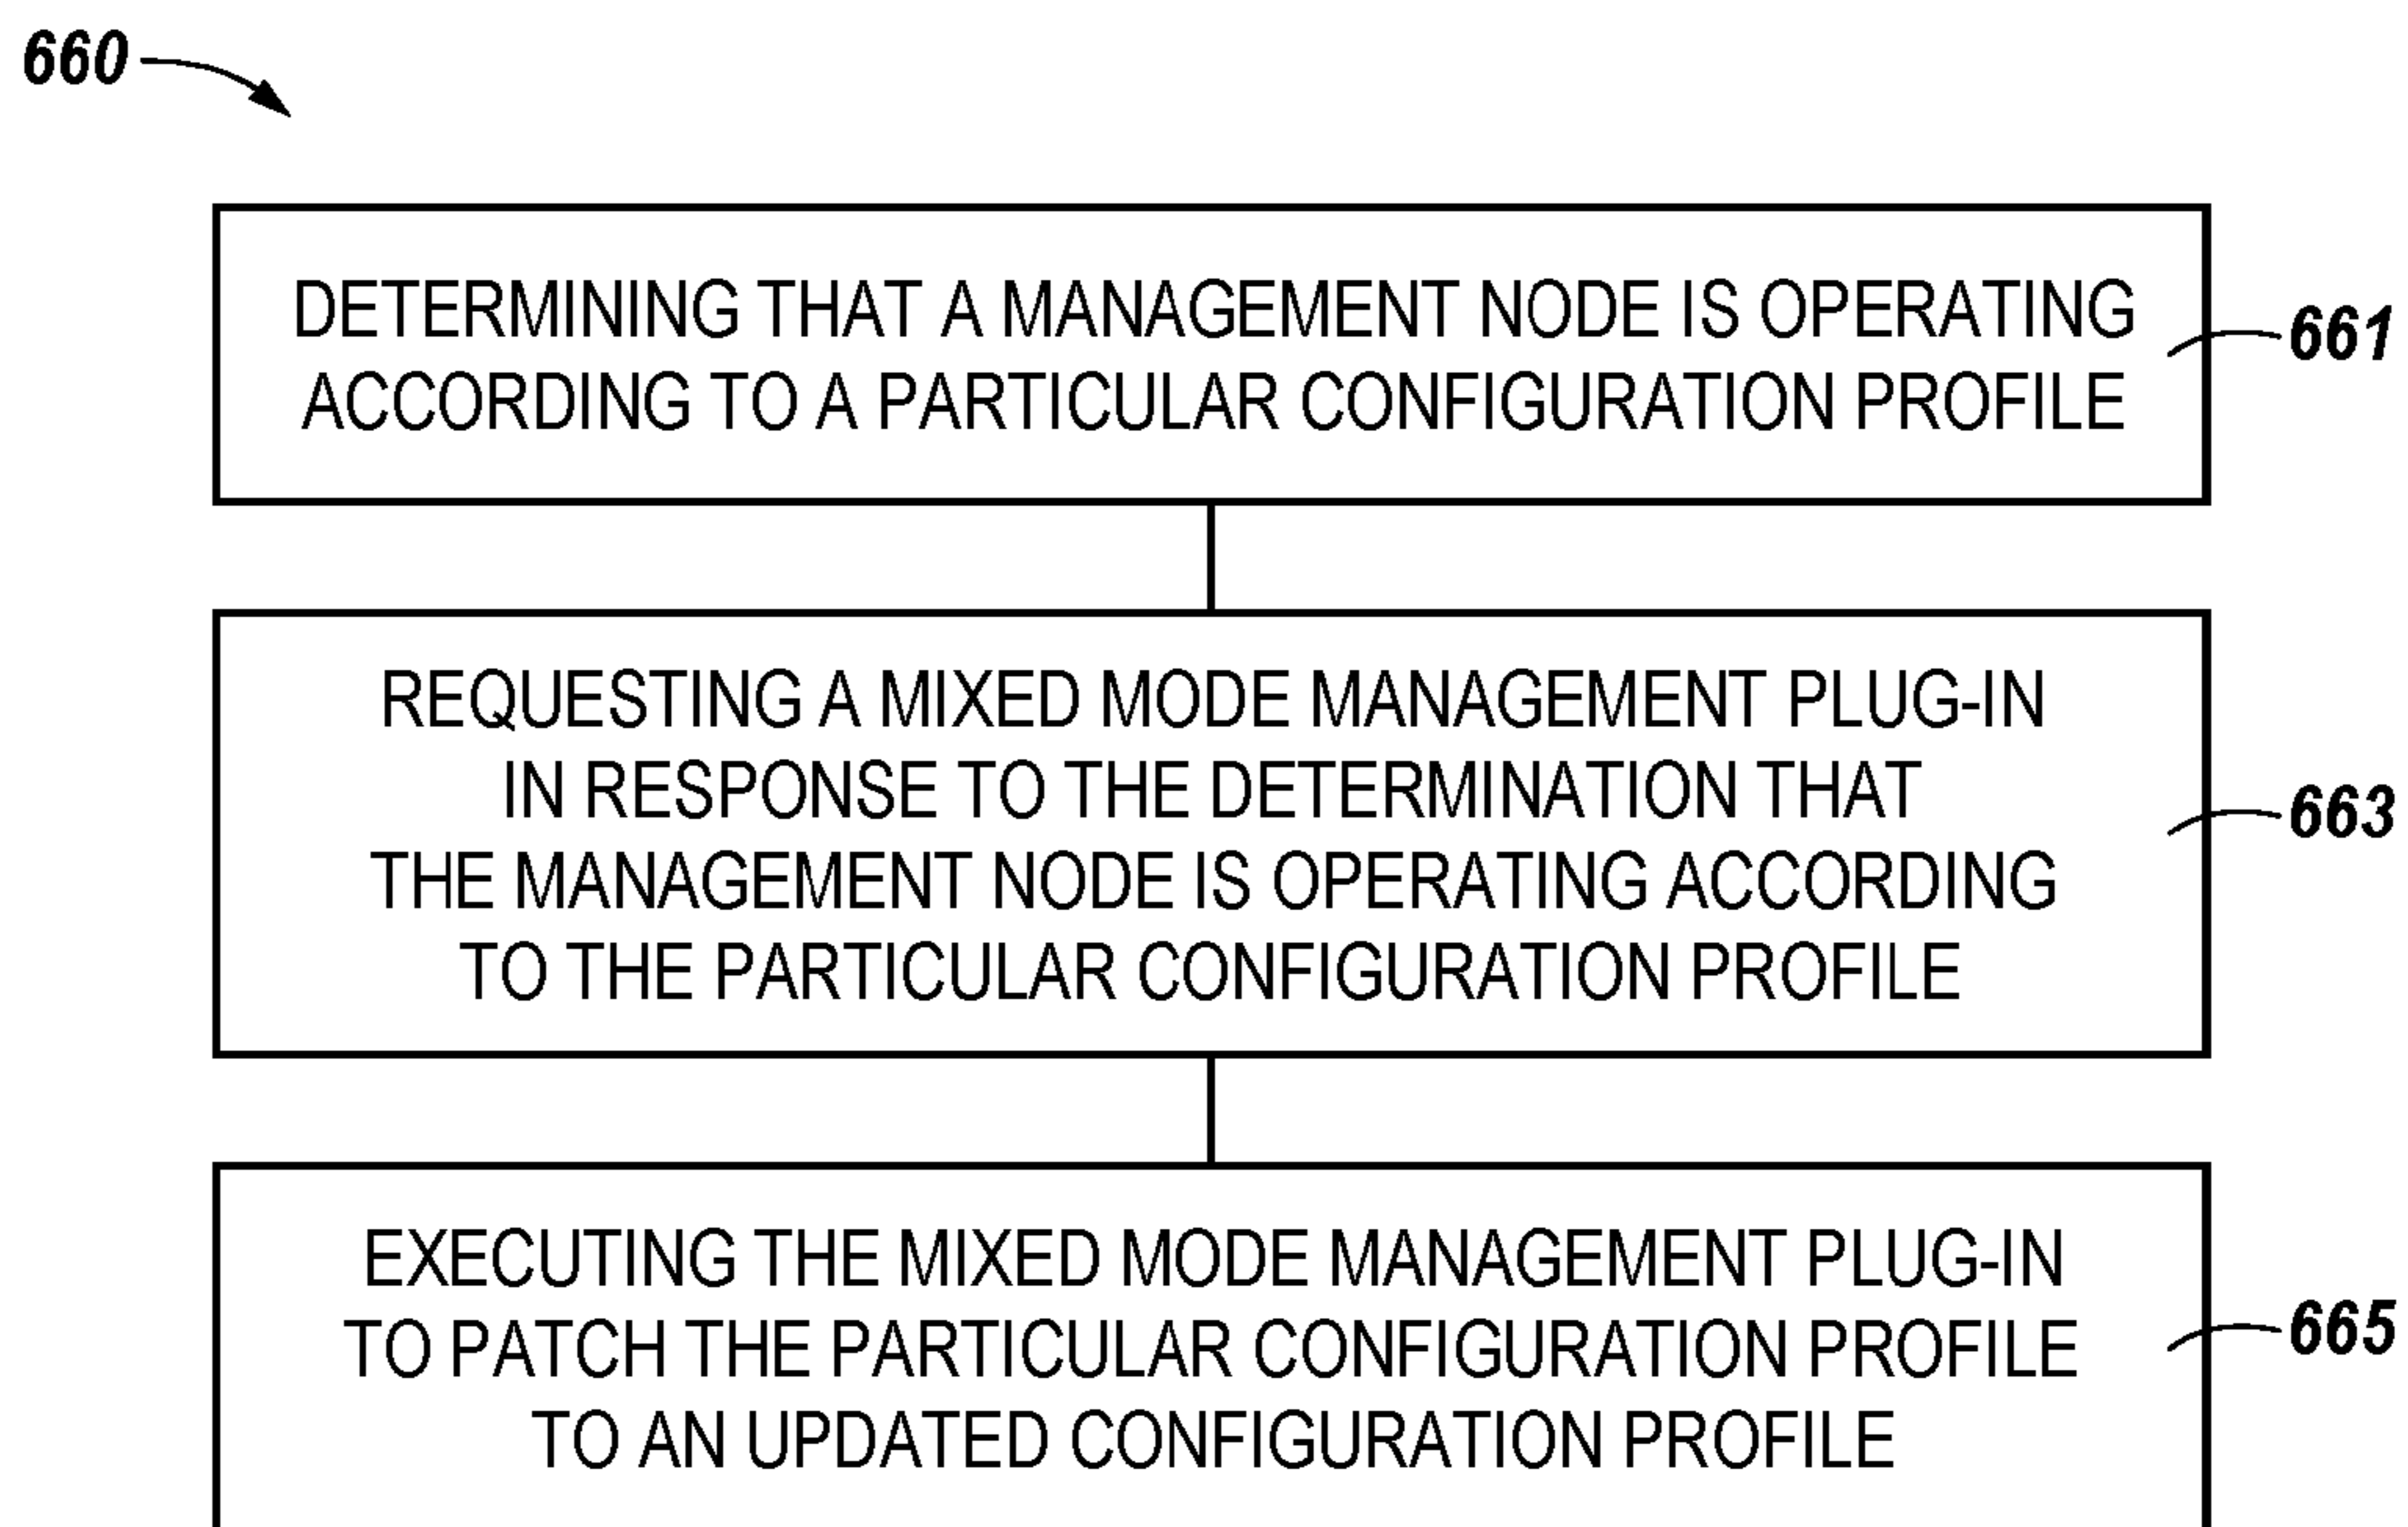 660
DETERMINING THAT A MANAGEMENT NODE IS OPERATING
ACCORDING TO A PARTICULAR CONFIGURATION PROFILE
661
REQUESTING A MIXED MODE MANAGEMENT PLUG-IN
IN RESPONSE TO THE DETERMINATION THAT
THE MANAGEMENT NODE IS OPERATING ACCORDING
TO THE PARTICULAR CONFIGURATION PROFILE
663
EXECUTING THE MIXED MODE MANAGEMENT PLUG-IN
TO PATCH THE PARTICULAR CONFIGURATION PROFILE
TO AN UPDATED CONFIGURATION PROFILE
665